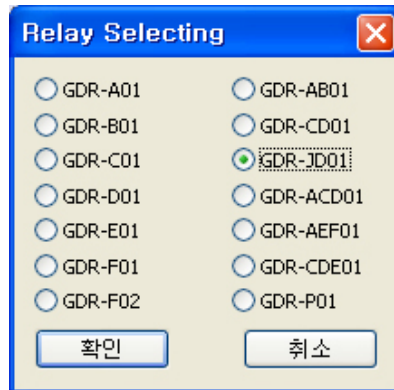 Relay Selecting
GDR-A01 GDR-AB01
GDR-B01 GDR-CD01
GDR-C01 GDR-JD01
GDR-D01 GDR-ACD01
GDR-E01 GDR-AEF01
GDR-F01 GDR-CDE01
GDR-F02 GDR-P01
확인 취소